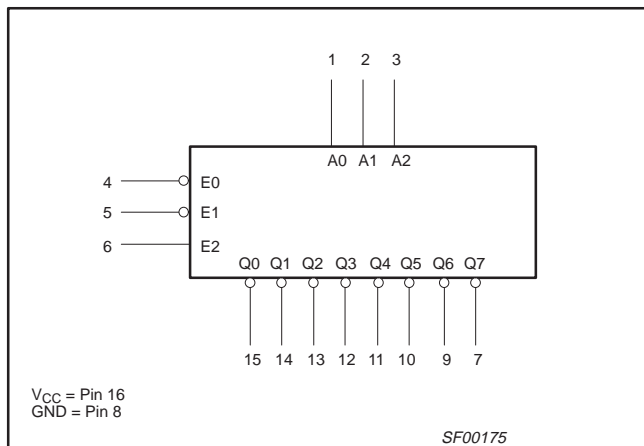 1 2 3
A0 A1 A2
4 E0
5 E1
6 E2
Q0 Q1 Q2 Q3 Q4 Q5 Q6 Q7
15 14 13 12 11 10 9 7
VCC = Pin 16
GND = Pin 8
SF00175